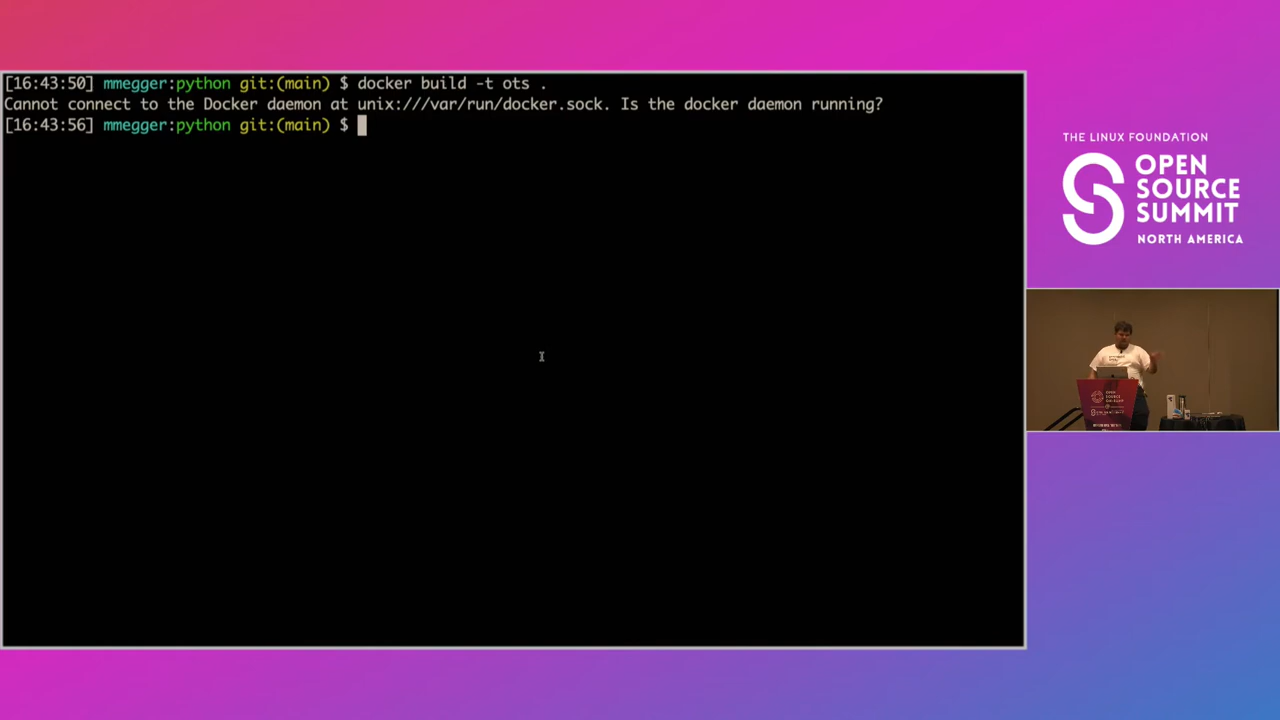 [16:43:50] mmegger:python git:(main) $ docker build -t ots .
Cannot connect to the Docker daemon at unix:///var/run/docker.sock. Is the docker daemon running?
[16:43:56] mmegger:python git:(main) $
THE LINUX FOUNDATION
OPEN
SOURCE
SUMMIT
NORTH AMERICA